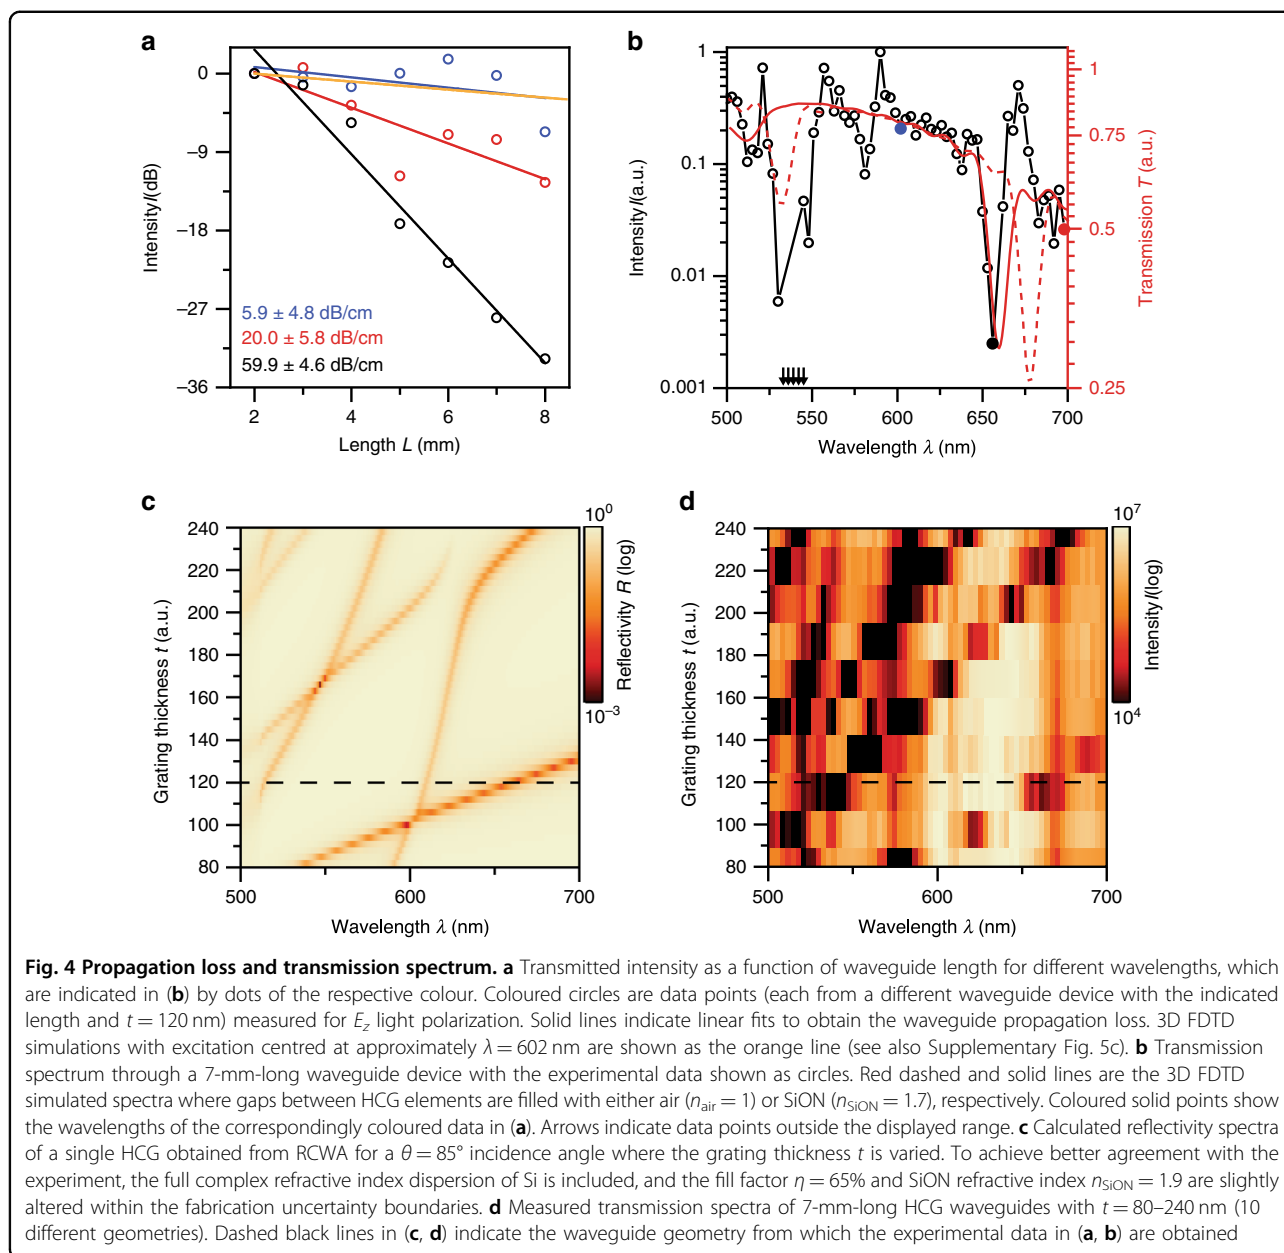 a
0
−9
−18
−27
−36
Intensity I (dB)
5.9 ± 4.8 dB/cm
20.0 ± 5.8 dB/cm
59.9 ± 4.6 dB/cm
2
4
6
8
Length L (mm)
b
1
0.1
0.01
0.001
Intensity I (a.u.)
1
0.75
0.5
0.25
Transmission T (a.u.)
500
550
600
650
700
Wavelength λ (nm)
c
240
220
200
180
160
140
120
100
80
Grating thickness t (a.u.)
500
600
700
Wavelength λ (nm)
10⁰
10⁻³
Reflectivity R (log)
d
240
220
200
180
160
140
120
100
80
Grating thickness t (a.u.)
500
600
700
Wavelength λ (nm)
10⁷
10⁴
Intensity I (log)
Fig. 4 Propagation loss and transmission spectrum. a Transmitted intensity as a function of waveguide length for different wavelengths, which
are indicated in (b) by dots of the respective colour. Coloured circles are data points (each from a different waveguide device with the indicated
length and t = 120 nm) measured for E_z light polarization. Solid lines indicate linear fits to obtain the waveguide propagation loss. 3D FDTD
simulations with excitation centred at approximately λ = 602 nm are shown as the orange line (see also Supplementary Fig. 5c). b Transmission
spectrum through a 7-mm-long waveguide device with the experimental data shown as circles. Red dashed and solid lines are the 3D FDTD
simulated spectra where gaps between HCG elements are filled with either air (n_air = 1) or SiON (n_SiON = 1.7), respectively. Coloured solid points show
the wavelengths of the correspondingly coloured data in (a). Arrows indicate data points outside the displayed range. c Calculated reflectivity spectra
of a single HCG obtained from RCWA for a θ = 85° incidence angle where the grating thickness t is varied. To achieve better agreement with the
experiment, the full complex refractive index dispersion of Si is included, and the fill factor η = 65% and SiON refractive index n_SiON = 1.9 are slightly
altered within the fabrication uncertainty boundaries. d Measured transmission spectra of 7-mm-long HCG waveguides with t = 80–240 nm (10
different geometries). Dashed black lines in (c, d) indicate the waveguide geometry from which the experimental data in (a, b) are obtained